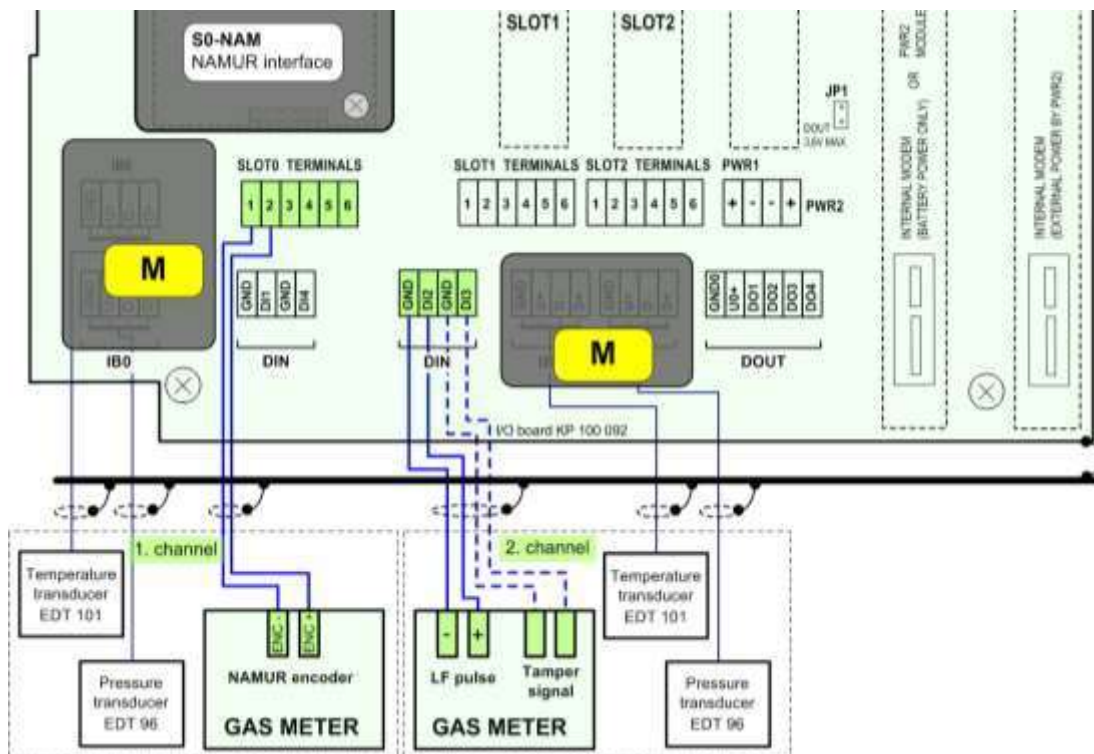 S0-NAM
NAMUR interface
SLOT1
SLOT2
PWR2
MODULE
OR
INTERNAL MODEM
(BATTERY POWER ONLY)
INTERNAL MODEM
(EXTERNAL POWER BY PWR2)
JP1
DOUT
3,6V MAX
SLOT0 TERMINALS
1 2 3 4 5 6
SLOT1 TERMINALS
1 2 3 4 5 6
SLOT2 TERMINALS
1 2 3 4 5 6
PWR1
+ - - +
PWR2
M
GND DI1 GND DI4
DIN
GND DI2 GND DI3
DIN
M
GND0 U0+ DO1 DO2 DO3 DO4
DOUT
IB0
I/O board KP 100 092
1. channel
2. channel
Temperature
transducer
EDT 101
Pressure
transducer
EDT 96
ENC -
ENC +
NAMUR encoder
GAS METER
- +
LF pulse
Tamper
signal
GAS METER
Temperature
transducer
EDT 101
Pressure
transducer
EDT 96